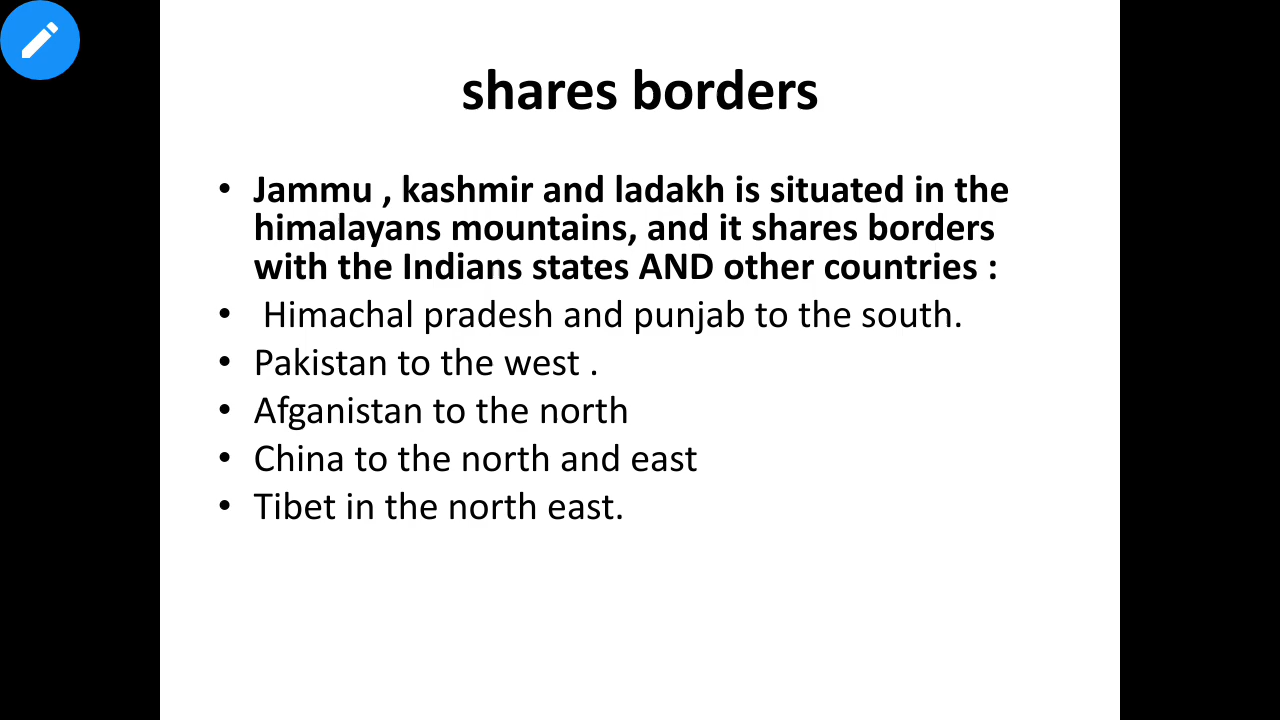 shares borders
• Jammu , kashmir and ladakh is situated in the
himalayans mountains, and it shares borders
with the Indians states AND other countries :
• Himachal pradesh and punjab to the south.
• Pakistan to the west .
• Afganistan to the north
• China to the north and east
• Tibet in the north east.